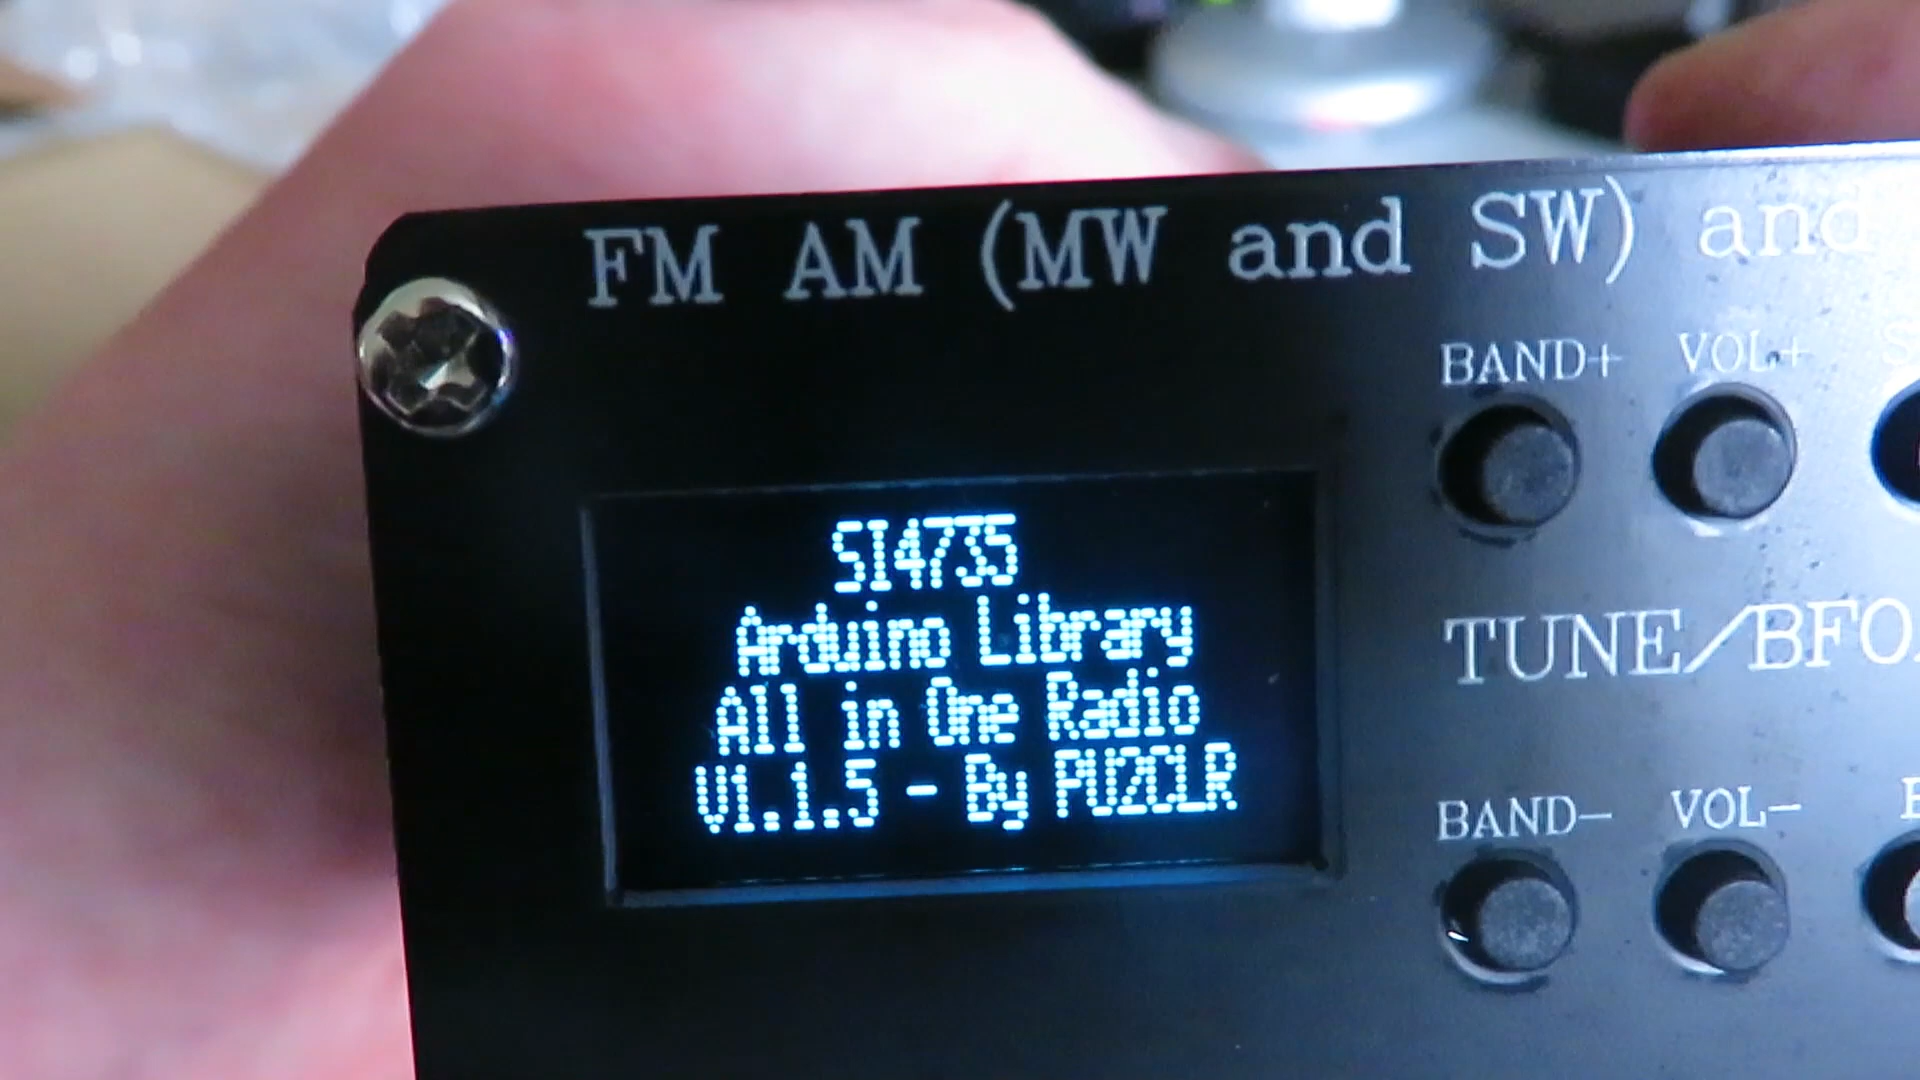 FM AM (MW and SW) and
BAND+ VOL+
SI4735
Arduino Library
All in One Radio
V1.1.5 - By PU2CLR
TUNE/BFO
BAND- VOL-